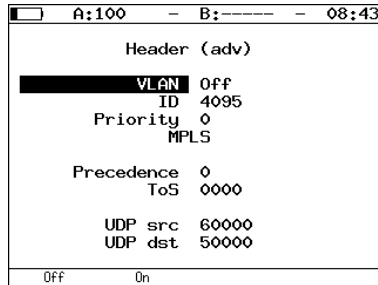 A:100 – B:----- – 08:43
Header (adv)
VLAN Off
ID 4095
Priority 0
MPLS
Precedence 0
ToS 0000
UDP src 60000
UDP dst 50000
Off On